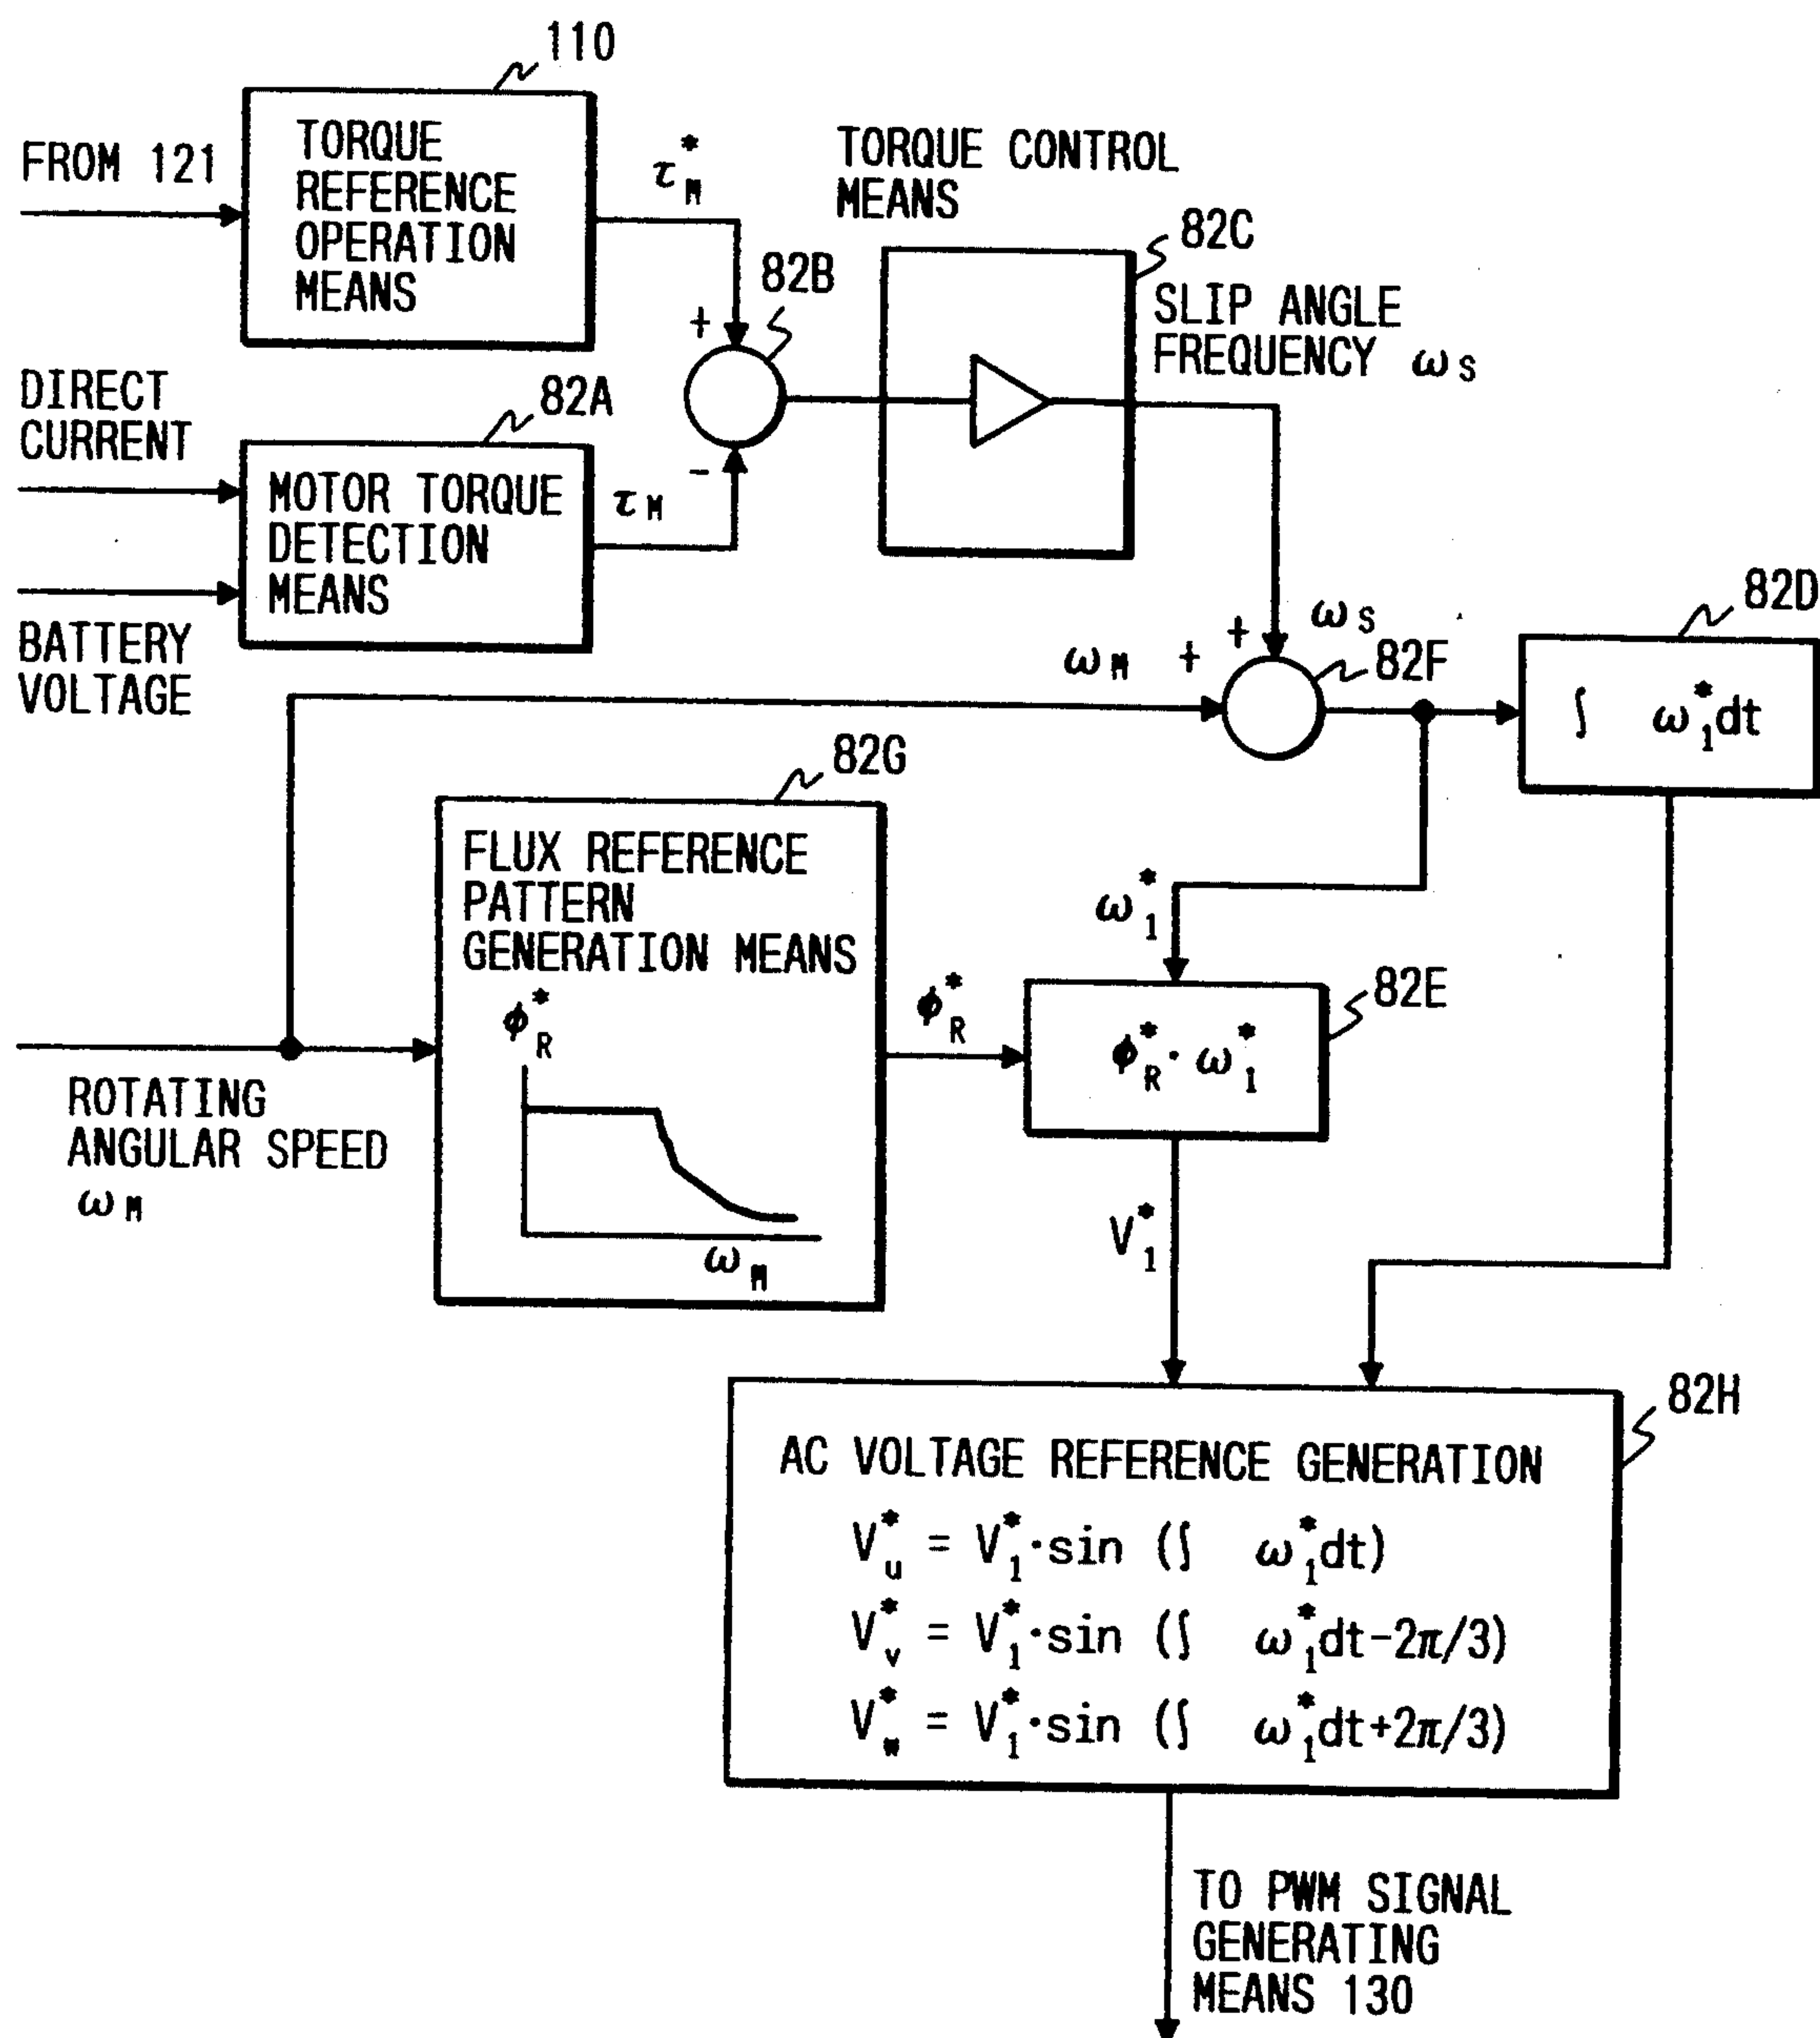 110
FROM 121
TORQUE
REFERENCE
OPERATION
MEANS
τ*M
TORQUE CONTROL
MEANS
82B
82C
+
SLIP ANGLE
FREQUENCY ωS
DIRECT
CURRENT
82A
MOTOR TORQUE
DETECTION
MEANS
τM
-
BATTERY
VOLTAGE
ωM +
+ ωS
82F
82D
∫ ω*1dt
82G
FLUX REFERENCE
PATTERN
GENERATION MEANS
φ*R
ωM
ROTATING
ANGULAR SPEED
ωM
φ*R
ω*1
82E
φ*R · ω*1
V*1
82H
AC VOLTAGE REFERENCE GENERATION
V*u = V*1·sin (∫ ω*1dt)
V*v = V*1·sin (∫ ω*1dt-2π/3)
V*w = V*1·sin (∫ ω*1dt+2π/3)
TO PWM SIGNAL
GENERATING
MEANS 130